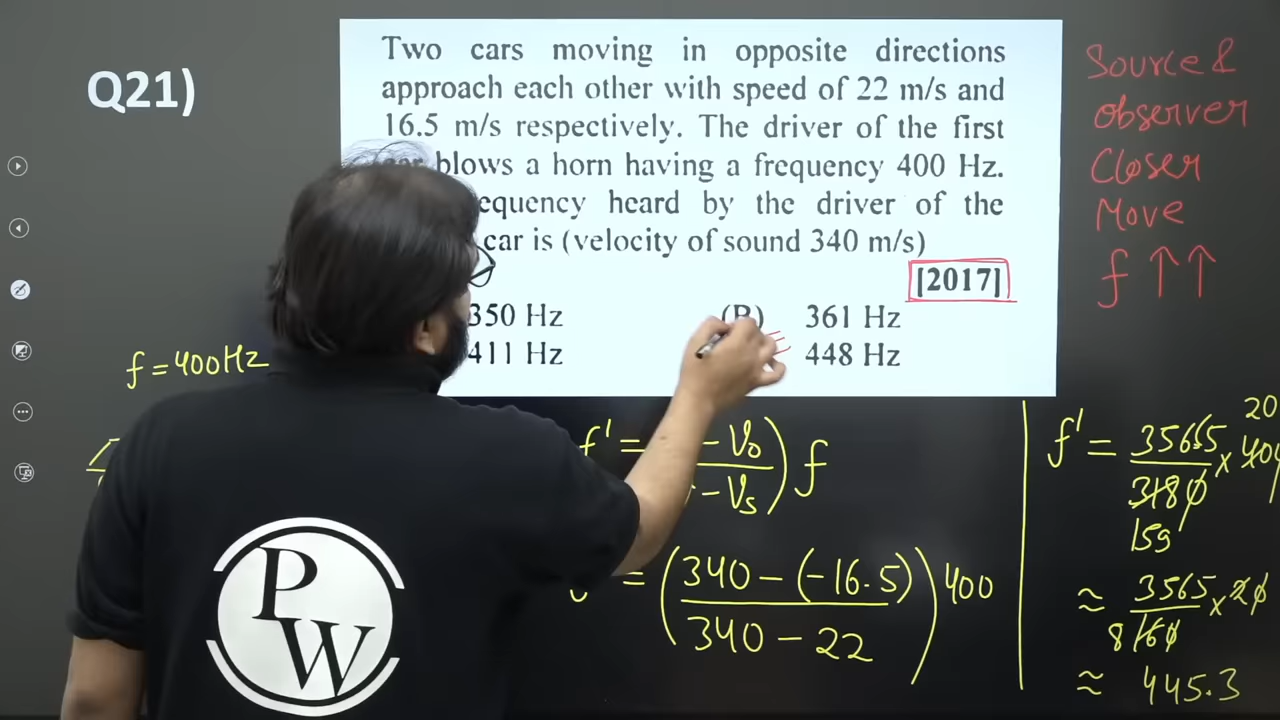 Q21)
Two cars moving in opposite directions
approach each other with speed of 22 m/s and
16.5 m/s respectively. The driver of the first
blows a horn having a frequency 400 Hz.
heard by the driver of the
car is (velocity of sound 340 m/s)
[2017]
350 Hz
(B) 361 Hz
411 Hz
448 Hz
Source &
observer
Closer
Move
f ↑↑
f = 400Hz
f' = - Vo
- Vs ) f
= (340 - (-16.5)
340 - 22) 400
f' = 3565 x
3180
20
159
≈ 3565 x 20
8 160
≈ 445.3
PW